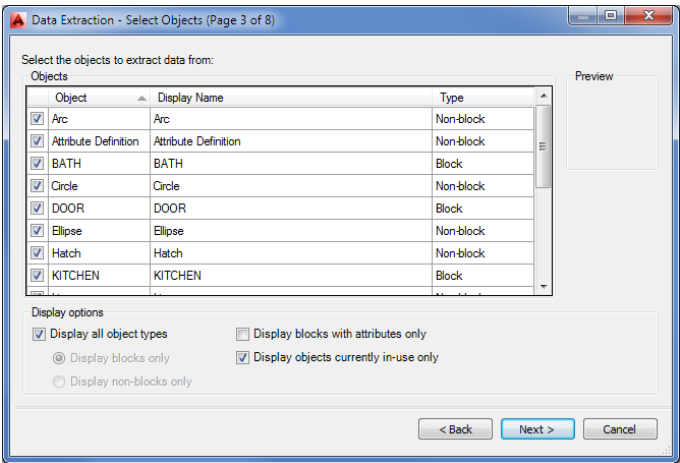 Data Extraction - Select Objects (Page 3 of 8)
Select the objects to extract data from:
Objects
Preview
Object Display Name Type
Arc Arc Non-block
Attribute Definition Attribute Definition Non-block
BATH BATH Block
Circle Circle Non-block
DOOR DOOR Block
Ellipse Ellipse Non-block
Hatch Hatch Non-block
KITCHEN KITCHEN Block
Display options
Display all object types Display blocks with attributes only
Display blocks only Display objects currently in-use only
Display non-blocks only
< Back Next > Cancel